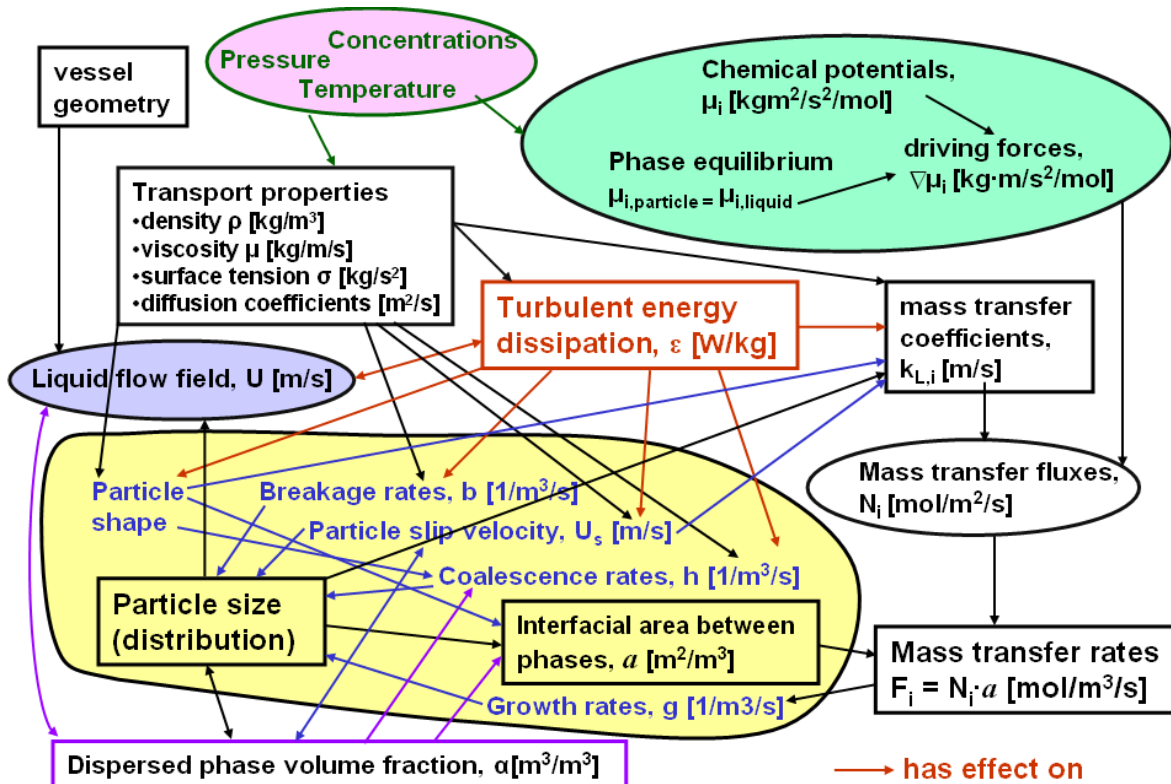 vessel
geometry
Concentrations
Pressure
Temperature
Chemical potentials,
μᵢ [kgm²/s²/mol]
Phase equilibrium
μᵢ,particle = μᵢ,liquid
driving forces,
∇μᵢ [kg·m/s²/mol]
Transport properties
•density ρ [kg/m³]
•viscosity μ [kg/m/s]
•surface tension σ [kg/s²]
•diffusion coefficients [m²/s]
Turbulent energy
dissipation, ε [W/kg]
mass transfer
coefficients,
k_L,i [m/s]
Liquid flow field, U [m/s]
Mass transfer fluxes,
Nᵢ [mol/m²/s]
Particle
shape
Breakage rates, b [1/m³/s]
Particle slip velocity, Uₛ [m/s]
Coalescence rates, h [1/m³/s]
Particle size
(distribution)
Interfacial area between
phases, a [m²/m³]
Growth rates, g [1/m3/s]
Mass transfer rates
Fᵢ = Nᵢ·a [mol/m³/s]
Dispersed phase volume fraction, α[m³/m³]
has effect on